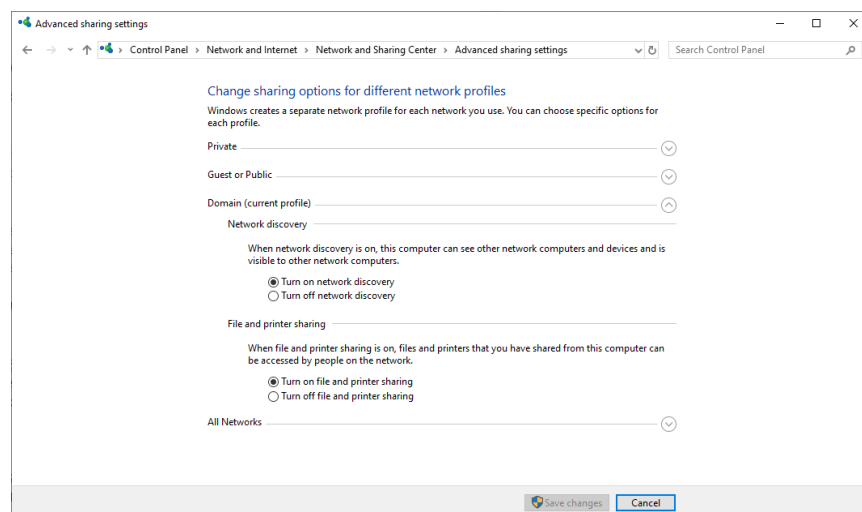 Advanced sharing settings
Control Panel > Network and Internet > Network and Sharing Center > Advanced sharing settings
Search Control Panel
Change sharing options for different network profiles
Windows creates a separate network profile for each network you use. You can choose specific options for
each profile.
Private
Guest or Public
Domain (current profile)
Network discovery
When network discovery is on, this computer can see other network computers and devices and is
visible to other network computers.
Turn on network discovery
Turn off network discovery
File and printer sharing
When file and printer sharing is on, files and printers that you have shared from this computer can
be accessed by people on the network.
Turn on file and printer sharing
Turn off file and printer sharing
All Networks
Save changes
Cancel